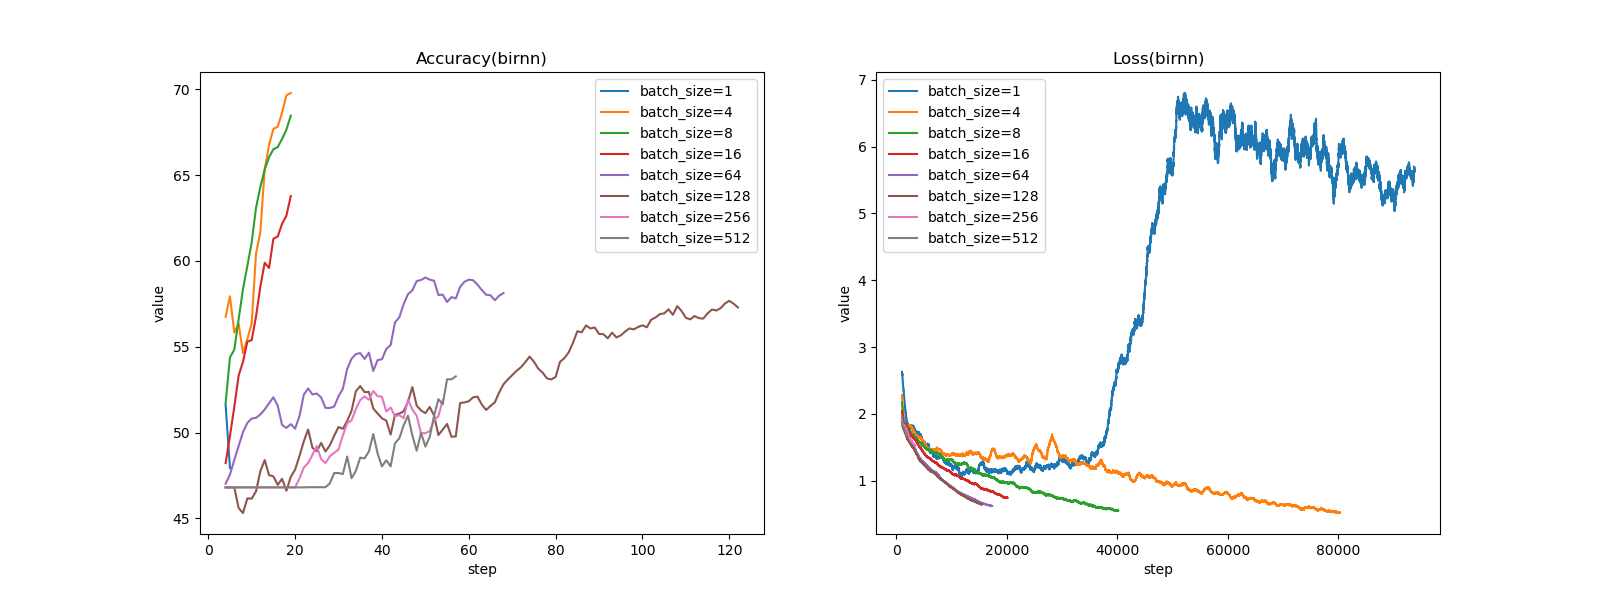 Accuracy(birnn)
value
70
65
60
55
50
45
0
20
40
60
80
100
120
step
batch_size=1
batch_size=4
batch_size=8
batch_size=16
batch_size=64
batch_size=128
batch_size=256
batch_size=512
Loss(birnn)
value
7
6
5
4
3
2
1
0
20000
40000
60000
80000
step
batch_size=1
batch_size=4
batch_size=8
batch_size=16
batch_size=64
batch_size=128
batch_size=256
batch_size=512